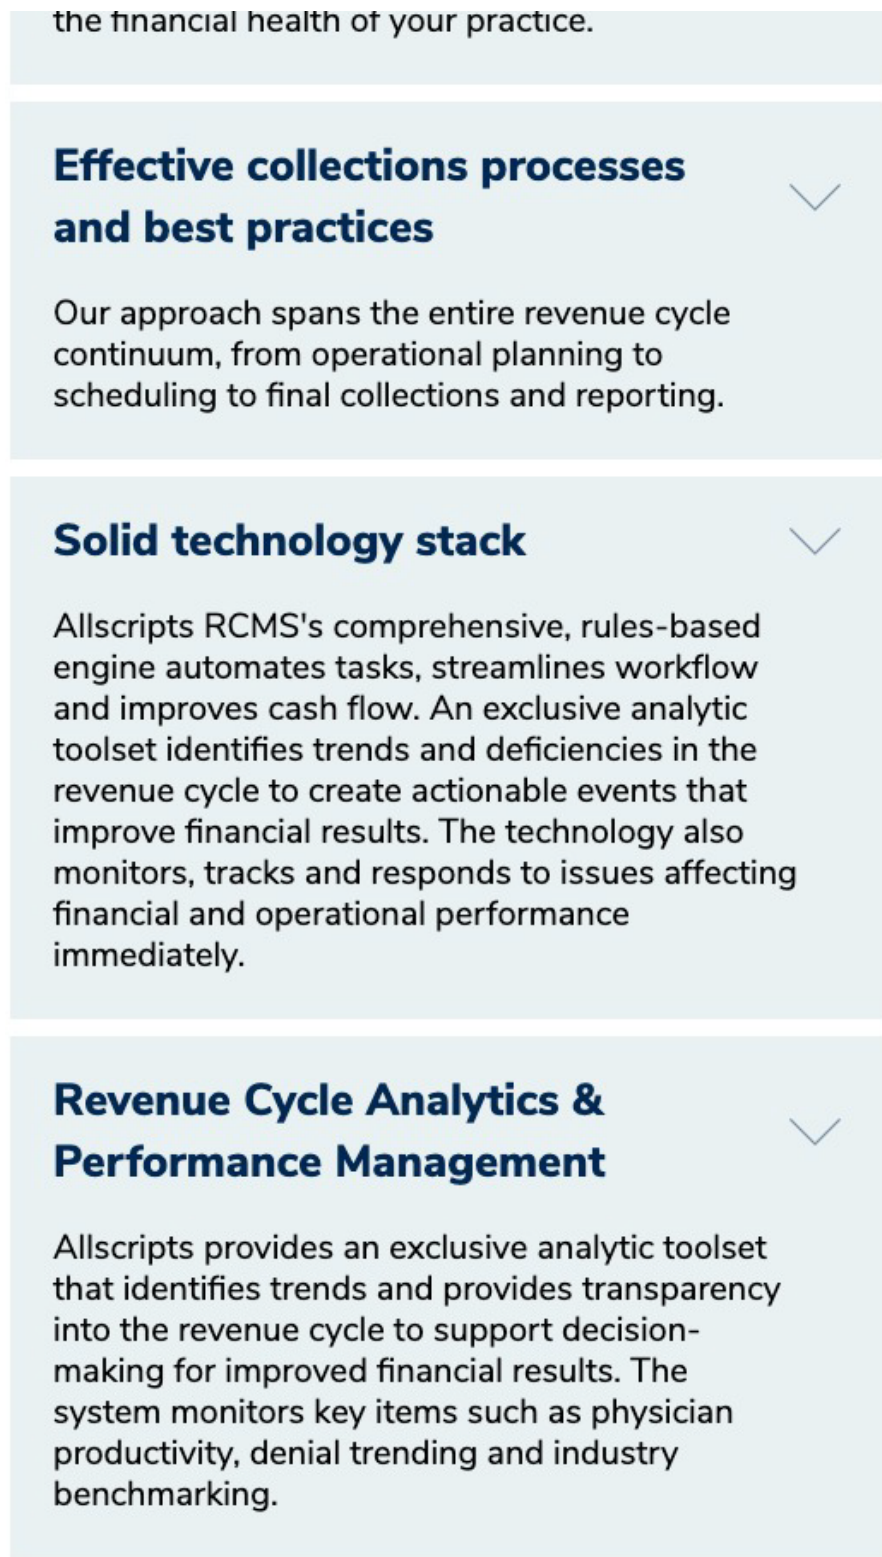 the financial health of your practice.
Effective collections processes
and best practices
Our approach spans the entire revenue cycle
continuum, from operational planning to
scheduling to final collections and reporting.
Solid technology stack
Allscripts RCMS's comprehensive, rules-based
engine automates tasks, streamlines workflow
and improves cash flow. An exclusive analytic
toolset identifies trends and deficiencies in the
revenue cycle to create actionable events that
improve financial results. The technology also
monitors, tracks and responds to issues affecting
financial and operational performance
immediately.
Revenue Cycle Analytics &
Performance Management
Allscripts provides an exclusive analytic toolset
that identifies trends and provides transparency
into the revenue cycle to support decision-
making for improved financial results. The
system monitors key items such as physician
productivity, denial trending and industry
benchmarking.